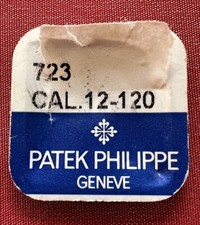 723
CAL.12-120
PATEK PHILIPPE
GENEVE